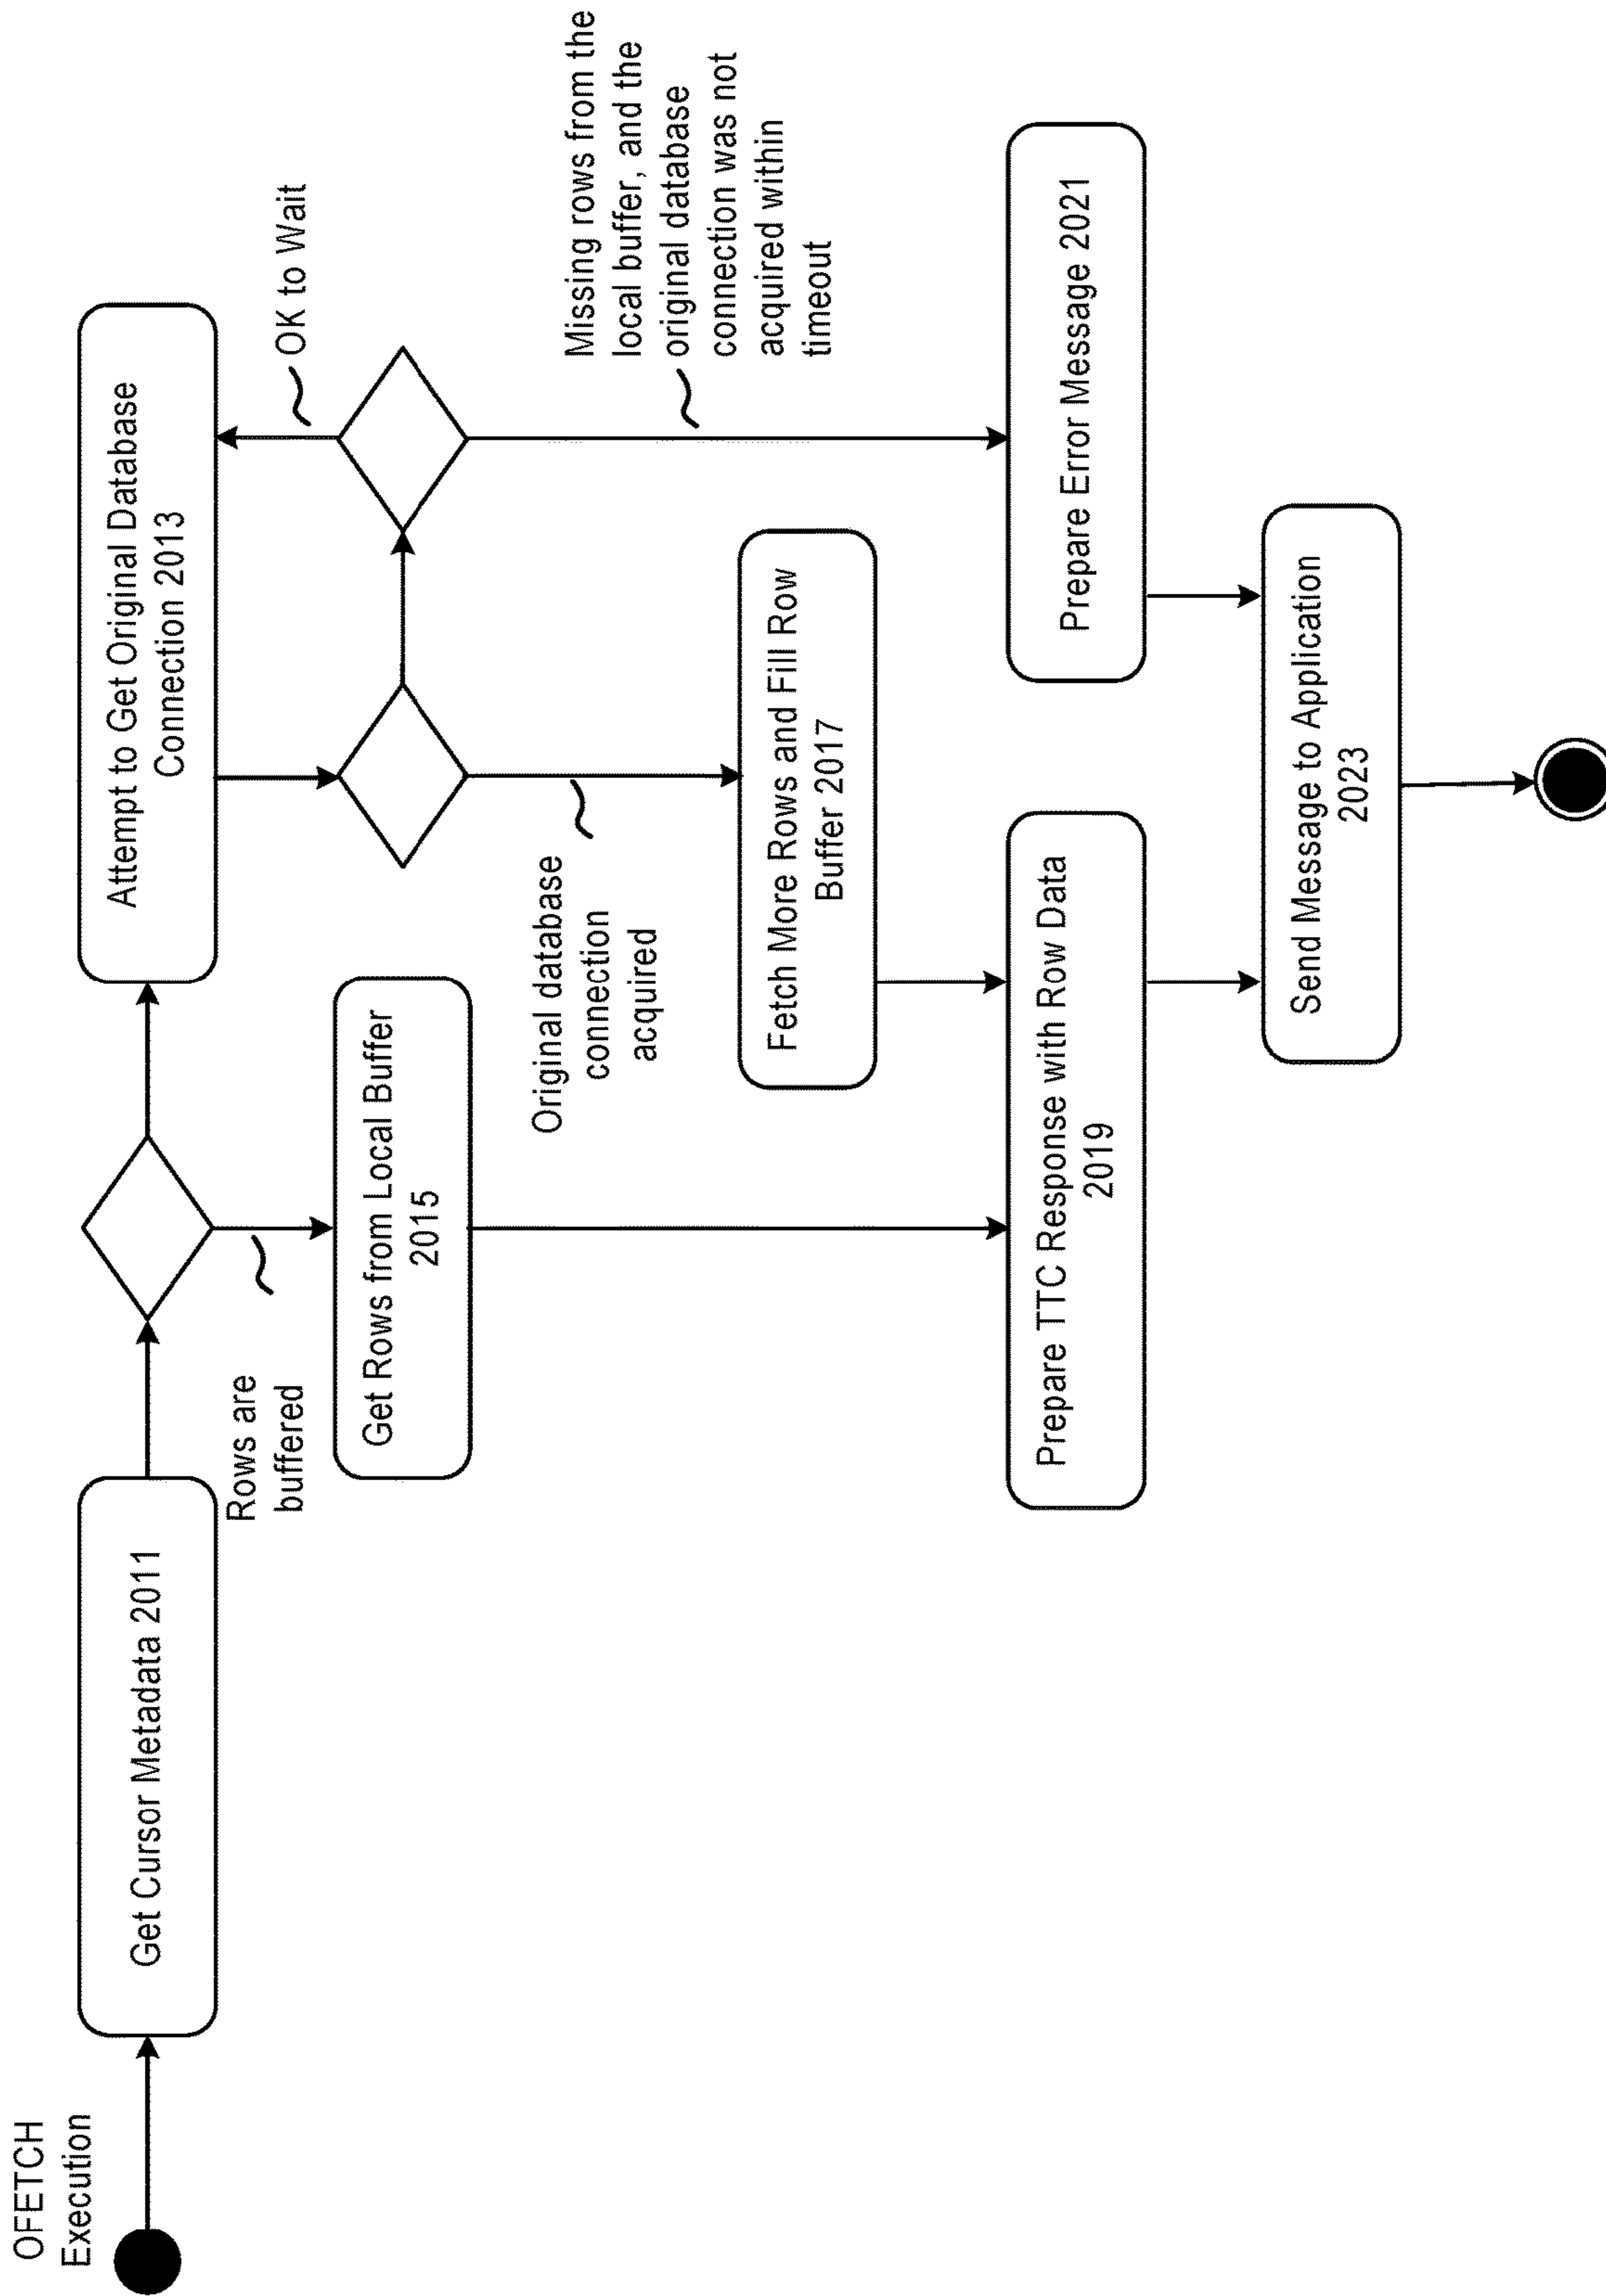 OFETCH
Execution
Get Cursor Metadata 2011
Rows are
buffered
Attempt to Get Original Database
Connection 2013
OK to Wait
Get Rows from Local Buffer
2015
Original database
connection
acquired
Missing rows from the
local buffer, and the
original database
connection was not
acquired within
timeout
Fetch More Rows and Fill Row
Buffer 2017
Prepare TTC Response with Row Data
2019
Prepare Error Message 2021
Send Message to Application
2023